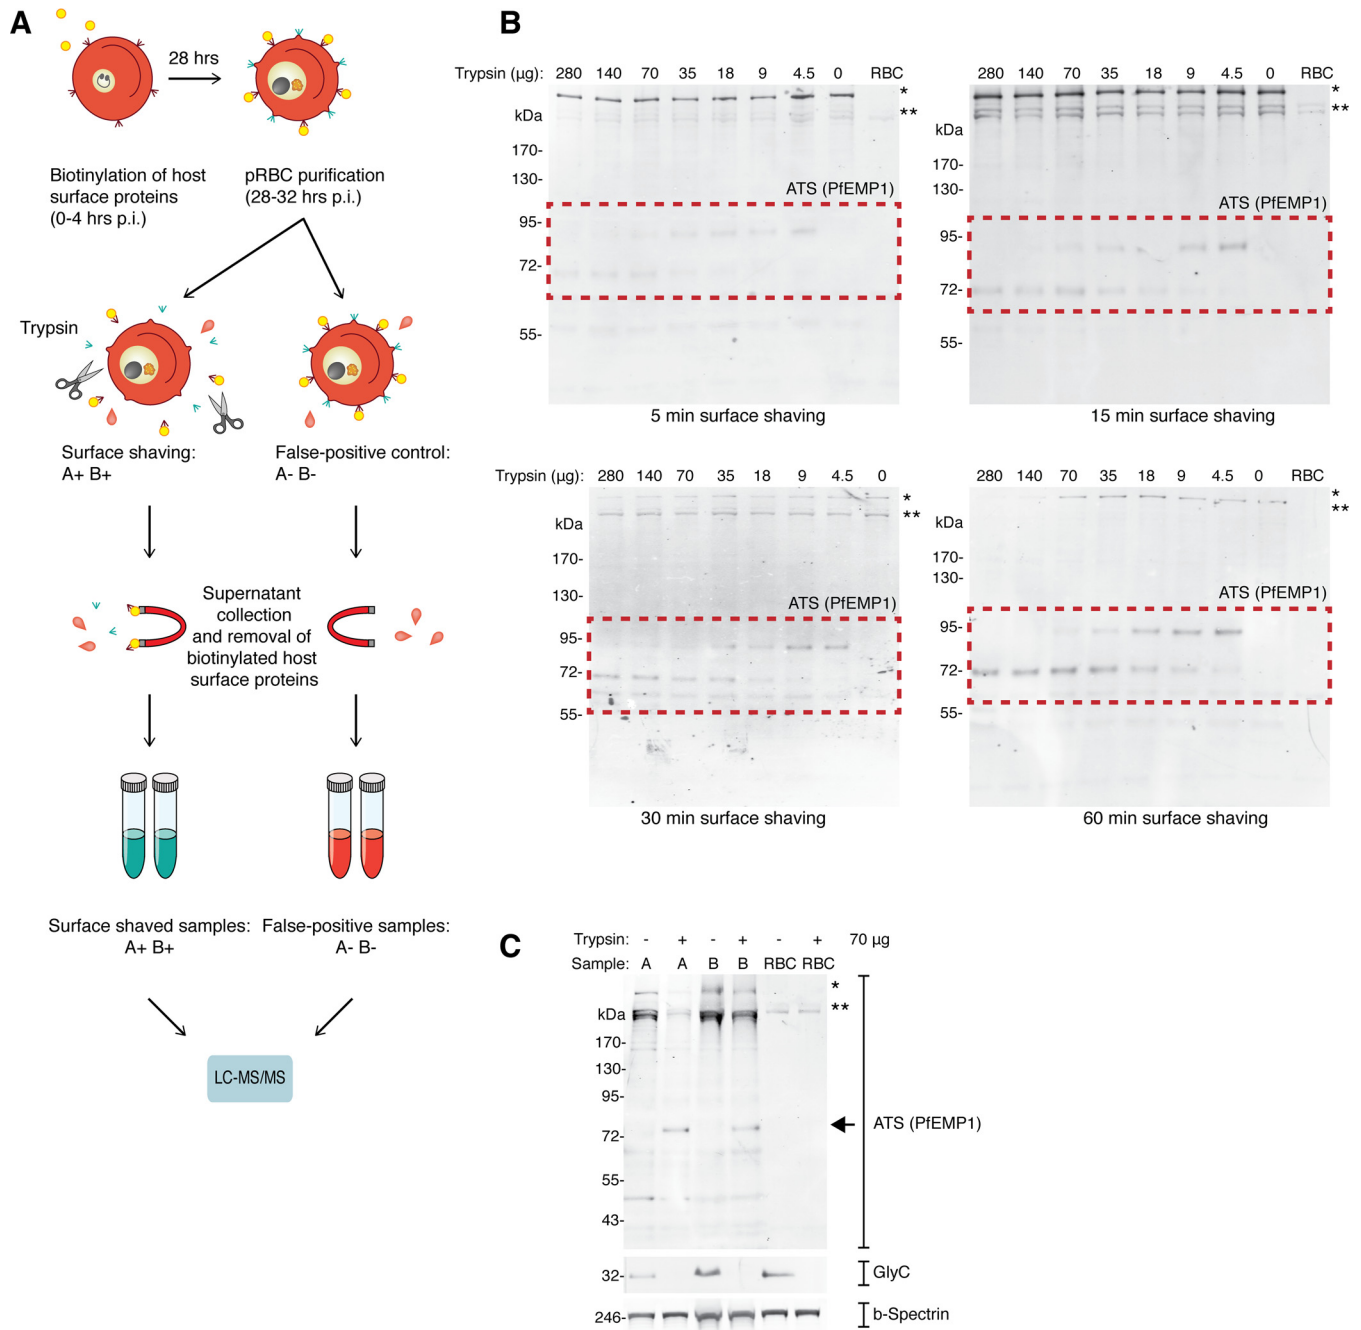 A
28 hrs
Biotinylation of host
surface proteins
(0-4 hrs p.i.)
pRBC purification
(28-32 hrs p.i.)
Trypsin
Surface shaving:
A+ B+
False-positive control:
A- B-
Supernatant
collection
and removal of
biotinylated host
surface proteins
Surface shaved samples:
A+ B+
False-positive samples:
A- B-
LC-MS/MS
B
Trypsin (µg): 280 140 70 35 18 9 4.5 0 RBC
*
**
kDa
170-
130-
ATS (PfEMP1)
95-
72-
55-
5 min surface shaving
280 140 70 35 18 9 4.5 0 RBC
*
**
kDa
170-
130-
ATS (PfEMP1)
95-
72-
55-
15 min surface shaving
Trypsin (µg): 280 140 70 35 18 9 4.5 0
*
**
kDa
170-
130-
ATS (PfEMP1)
95-
72-
55-
30 min surface shaving
280 140 70 35 18 9 4.5 0 RBC
*
**
kDa
170-
130-
ATS (PfEMP1)
95-
72-
55-
60 min surface shaving
C
Trypsin: - + - + - + 70 µg
Sample: A A B B RBC RBC
*
**
kDa
170-
130-
95-
72-
55-
43-
ATS (PfEMP1)
32-
GlyC
246-
b-Spectrin